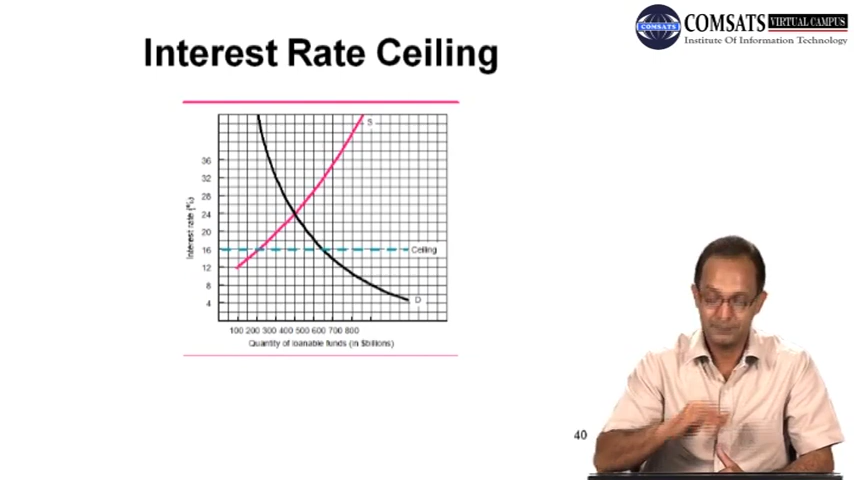 COMSATS VIRTUAL CAMPUS
Institute Of Information Technology
COMSATS
Interest Rate Ceiling
S
36
32
28
24
20
16
12
8
4
Interest rate (%)
Ceiling
D
100 200 300 400 500 600 700 800
Quantity of loanable funds (in $billions)
40